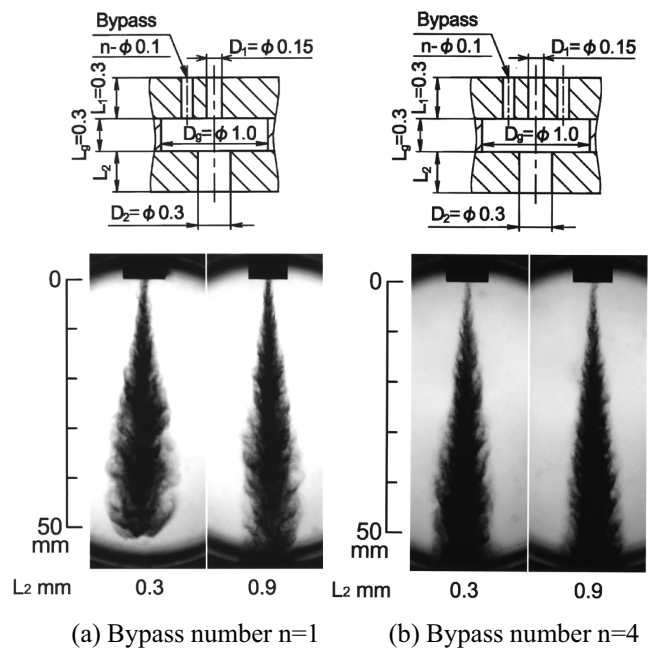 Bypass
n-φ0.1
D₁=φ0.15
L₁=0.3
Lg=0.3
Dg=φ1.0
L₂
D₂=φ0.3
0
50
mm
L₂ mm
0.3
0.9
(a) Bypass number n=1
Bypass
n-φ0.1
D₁=φ0.15
L₁=0.3
Lg=0.3
Dg=φ1.0
L₂
D₂=φ0.3
0
50
mm
L₂ mm
0.3
0.9
(b) Bypass number n=4